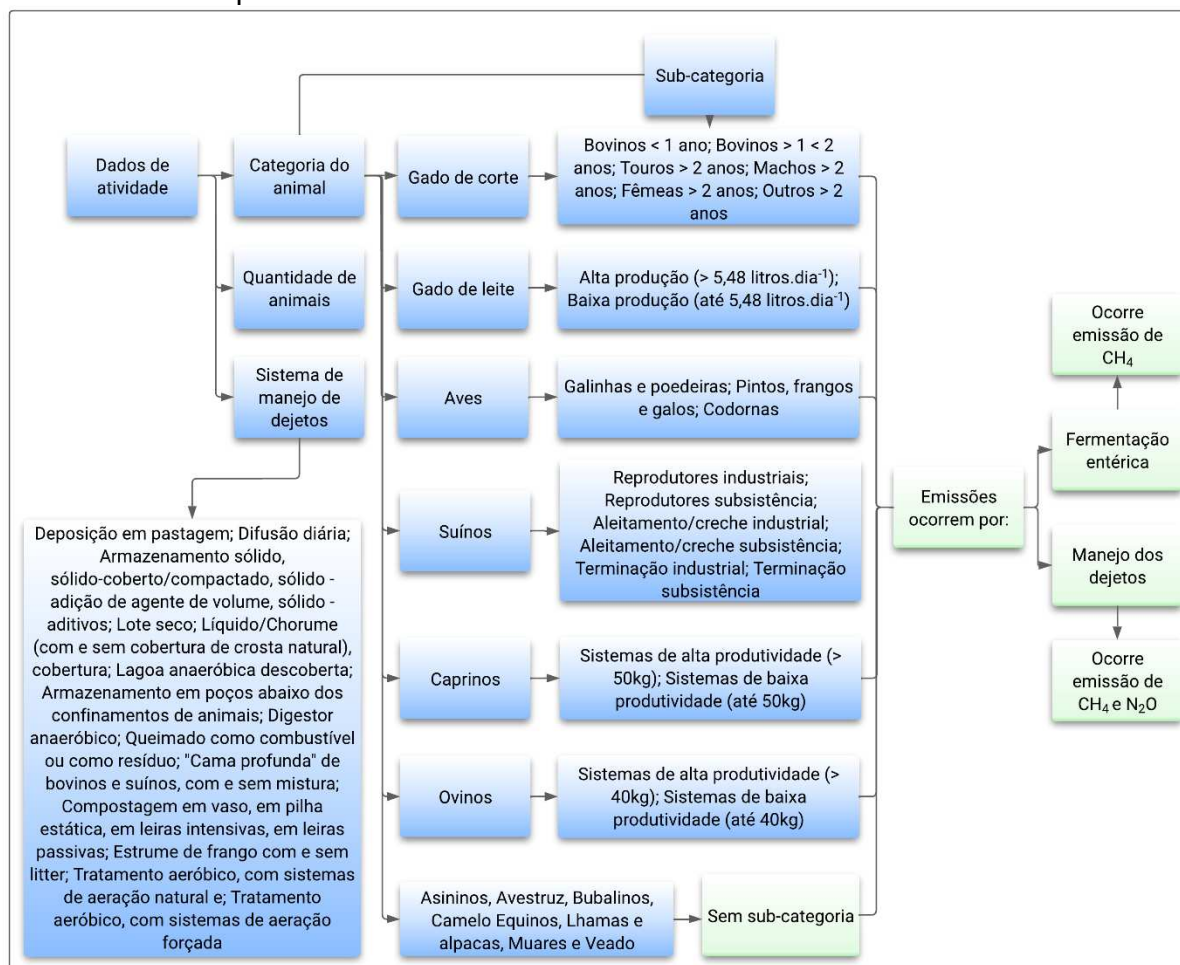 Sub-categoria
Dados de
atividade
Categoria do
animal
Gado de corte
Bovinos < 1 ano; Bovinos > 1 < 2
anos; Touros > 2 anos; Machos > 2
anos; Fêmeas > 2 anos; Outros > 2
anos
Quantidade de
animais
Gado de leite
Alta produção (> 5,48 litros.dia⁻¹);
Baixa produção (até 5,48 litros.dia⁻¹)
Sistema de
manejo de
dejetos
Aves
Galinhas e poedeiras; Pintos, frangos
e galos; Codornas
Suínos
Reprodutores industriais;
Reprodutores subsistência;
Aleitamento/creche industrial;
Aleitamento/creche subsistência;
Terminação industrial; Terminação
subsistência
Deposição em pastagem; Difusão diária;
Armazenamento sólido,
sólido-coberto/compactado, sólido -
adição de agente de volume, sólido -
aditivos; Lote seco; Líquido/Chorume
(com e sem cobertura de crosta natural),
cobertura; Lagoa anaeróbica descoberta;
Armazenamento em poços abaixo dos
confinamentos de animais; Digestor
anaeróbico; Queimado como combustível
ou como resíduo; "Cama profunda" de
bovinos e suínos, com e sem mistura;
Compostagem em vaso, em pilha
estática, em leiras intensivas, em leiras
passivas; Estrume de frango com e sem
litter; Tratamento aeróbico, com sistemas
de aeração natural e; Tratamento
aeróbico, com sistemas de aeração
forçada
Caprinos
Sistemas de alta produtividade (>
50kg); Sistemas de baixa
produtividade (até 50kg)
Ovinos
Sistemas de alta produtividade (>
40kg); Sistemas de baixa
produtividade (até 40kg)
Asininos, Avestruz, Bubalinos,
Camelo Equinos, Lhamas e
alpacas, Muares e Veado
Sem sub-categoria
Emissões
ocorrem por:
Ocorre
emissão de
CH₄
Fermentação
entérica
Manejo dos
dejetos
Ocorre
emissão de
CH₄ e N₂O